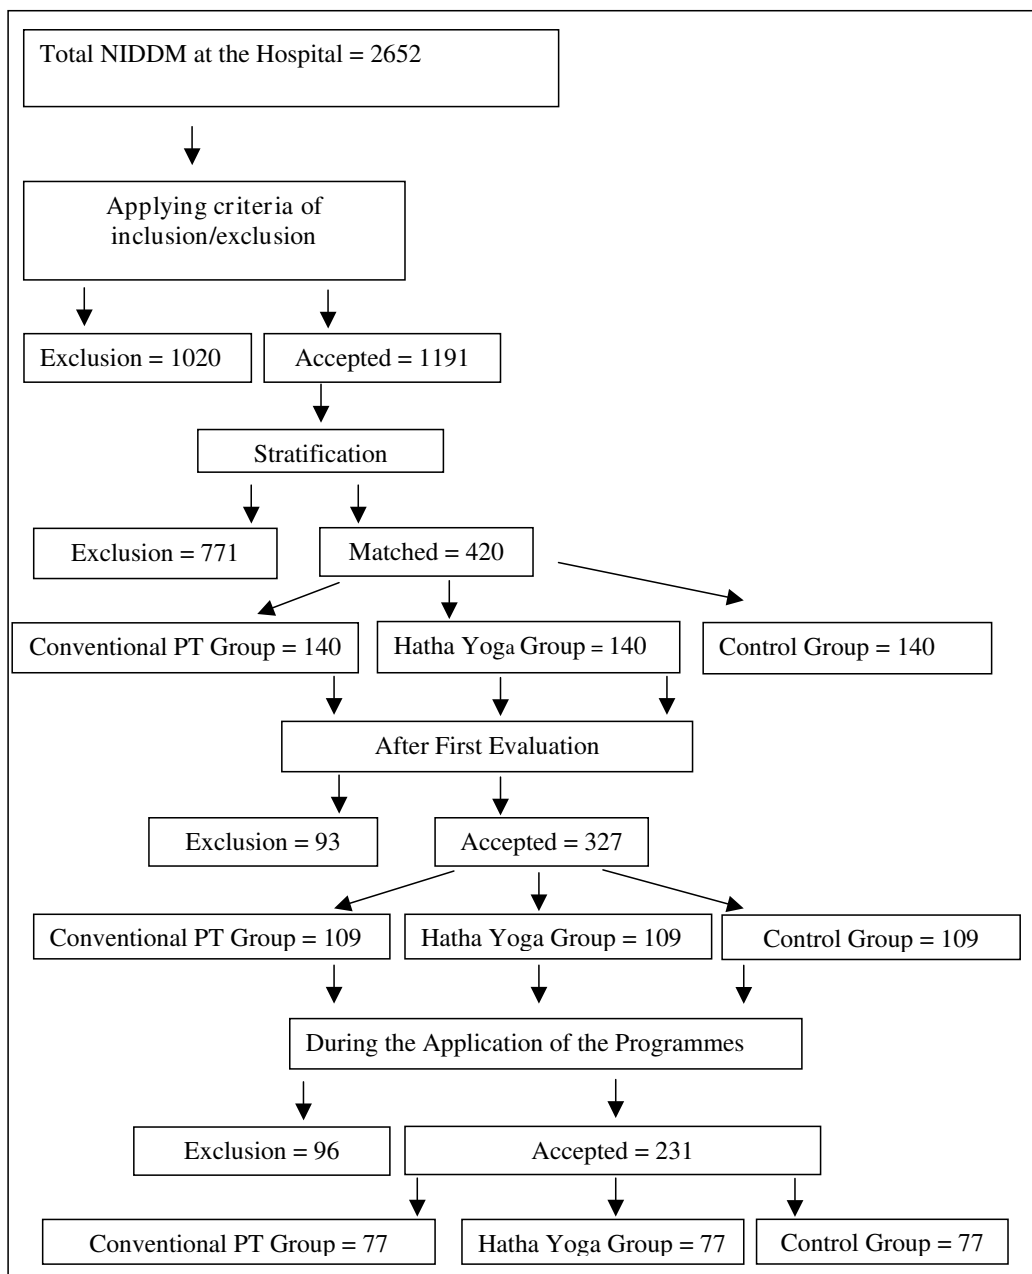 Total NIDDM at the Hospital = 2652
Applying criteria of
inclusion/exclusion
Exclusion = 1020
Accepted = 1191
Stratification
Exclusion = 771
Matched = 420
Conventional PT Group = 140
Hatha Yoga Group = 140
Control Group = 140
After First Evaluation
Exclusion = 93
Accepted = 327
Conventional PT Group = 109
Hatha Yoga Group = 109
Control Group = 109
During the Application of the Programmes
Exclusion = 96
Accepted = 231
Conventional PT Group = 77
Hatha Yoga Group = 77
Control Group = 77